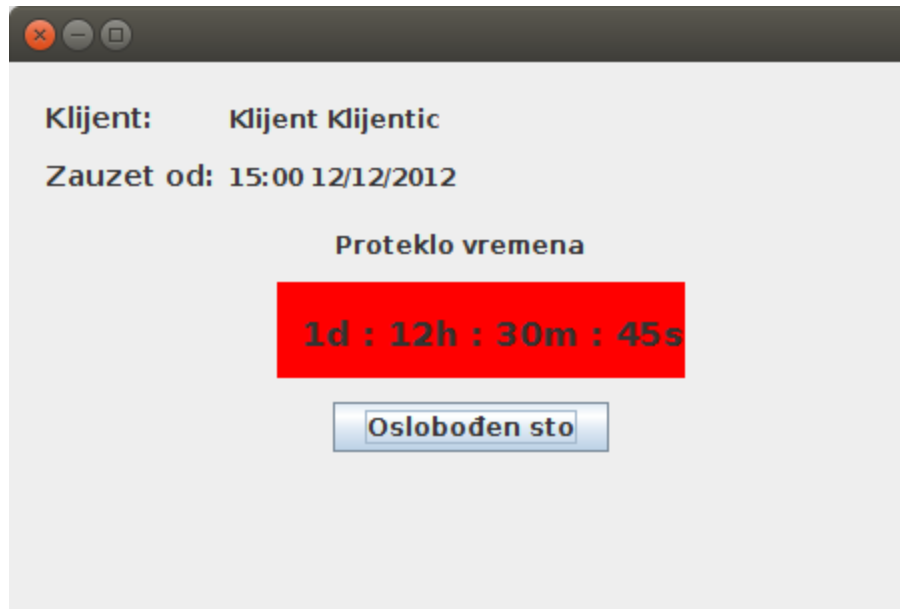 Klijent: Klijent Klijentic
Zauzet od: 15:00 12/12/2012
Proteklo vremena
1d : 12h : 30m : 45s
Oslobođen sto